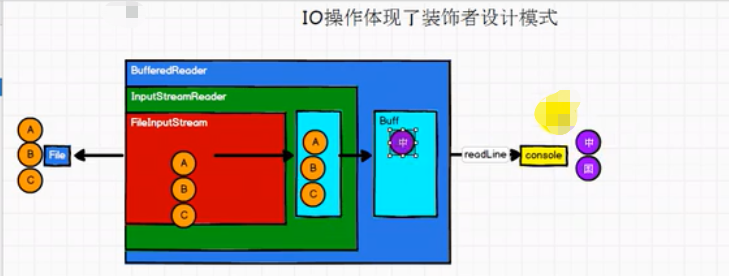 IO操作体现了装饰者设计模式
BufferedReader
InputStreamReader
FileInputStream
Buff
A
B
C
File
A
B
C
A
B
C
中
readLine
console
中
国